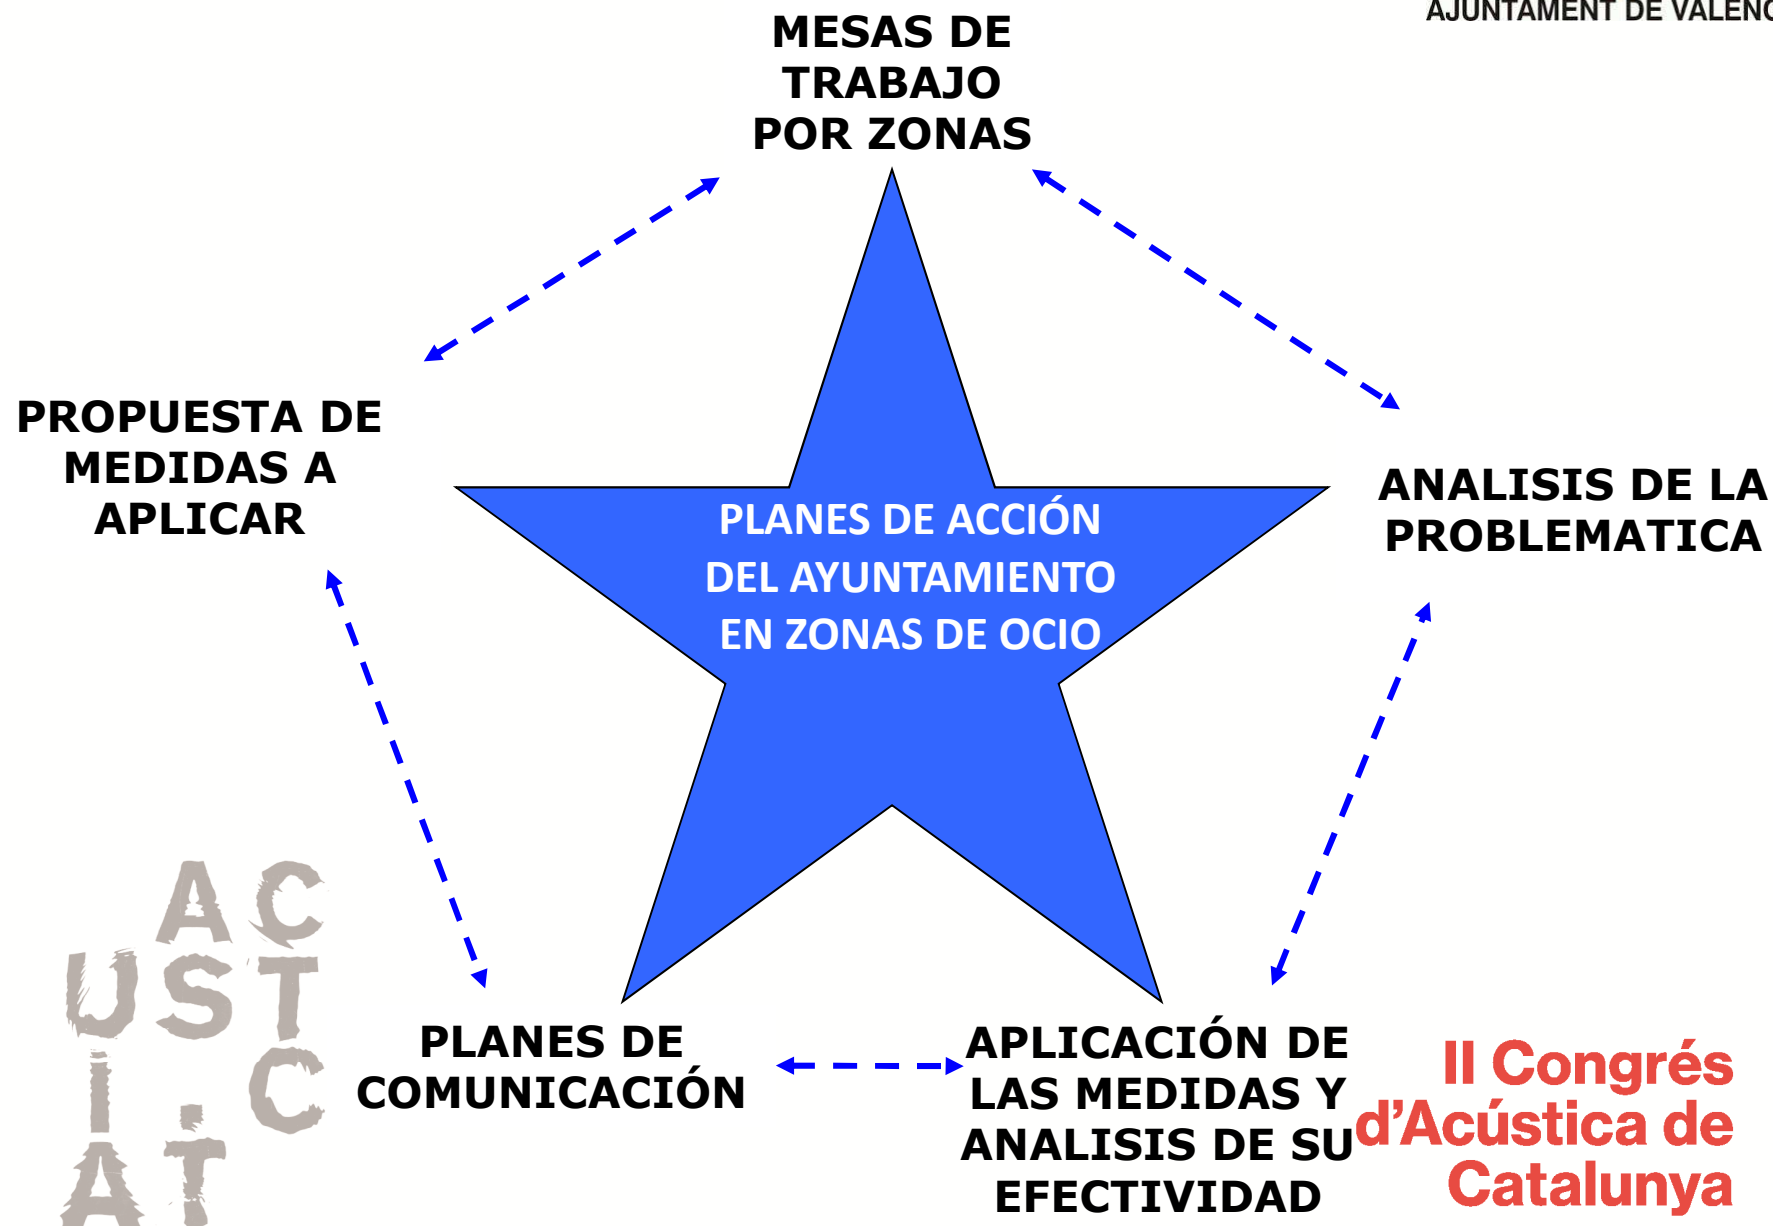 AJUNTAMENT DE VALENC
MESAS DE
TRABAJO
POR ZONAS
PROPUESTA DE
MEDIDAS A
APLICAR
ANALISIS DE LA
PROBLEMATICA
PLANES DE ACCIÓN
DEL AYUNTAMIENTO
EN ZONAS DE OCIO
PLANES DE
COMUNICACIÓN
APLICACIÓN DE
LAS MEDIDAS Y
ANALISIS DE SU
EFECTIVIDAD
AC
UST
I.C
AT
II Congrés
d'Acústica de
Catalunya